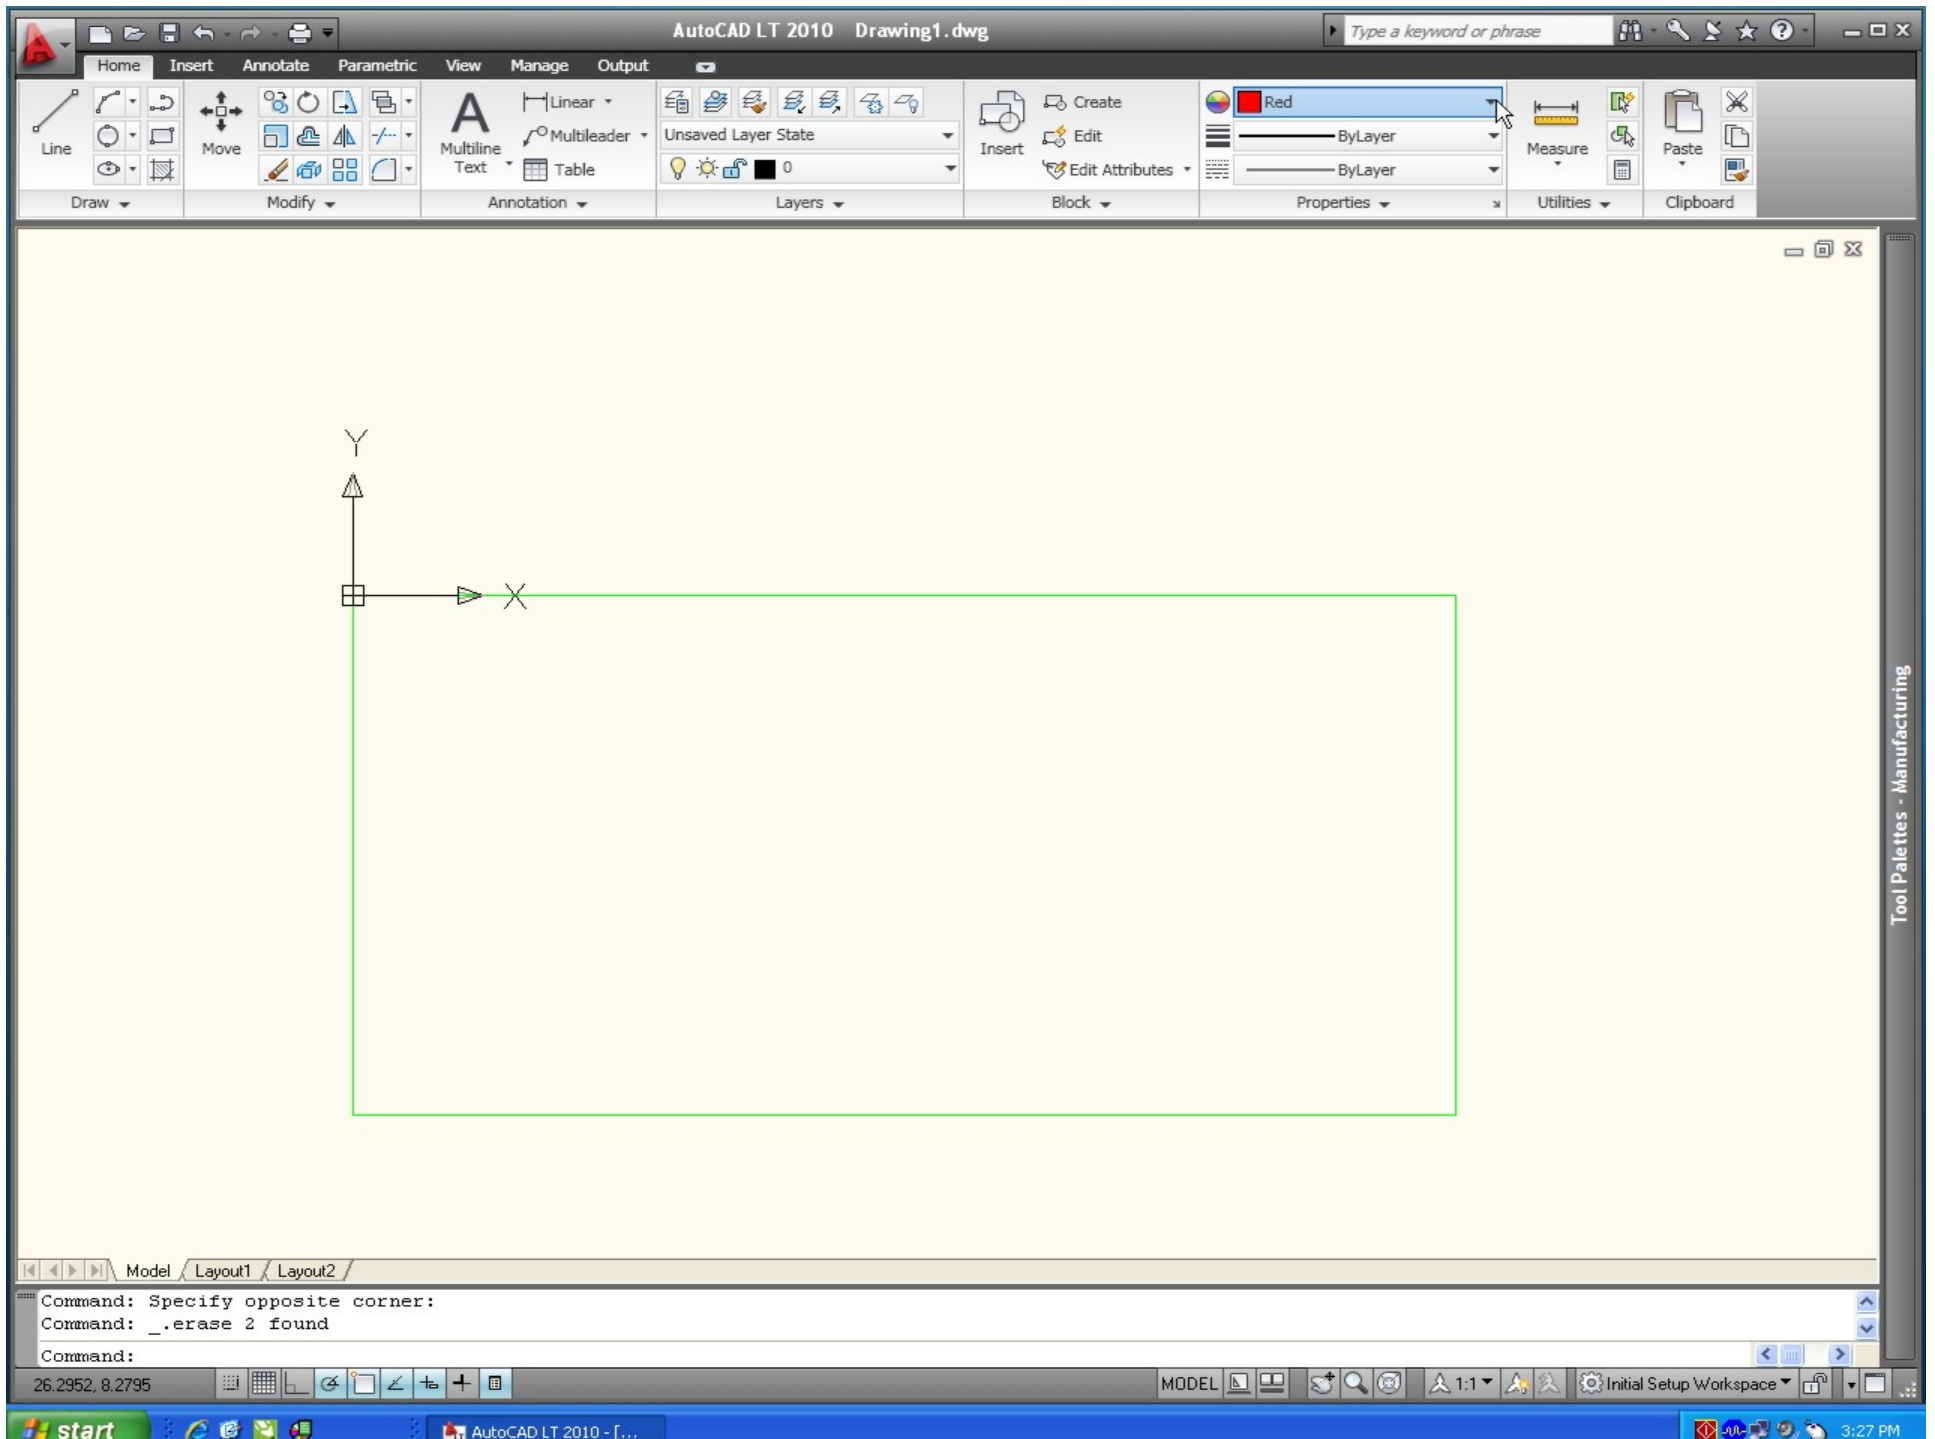 AutoCAD LT 2010 Drawing1.dwg
Type a keyword or phrase
Home Insert Annotate Parametric View Manage Output
Line
Move
Multiline
Text
Linear
Multileader
Table
Unsaved Layer State
0
Insert
Create
Edit
Edit Attributes
Red
ByLayer
ByLayer
Measure
Paste
Draw Modify Annotation Layers Block Properties Utilities Clipboard
Y
X
Tool Palettes - Manufacturing
Model Layout1 Layout2
Command: Specify opposite corner:
Command: _.erase 2 found
Command:
26.2952, 8.2795
MODEL
1:1
Initial Setup Workspace
start
AutoCAD LT 2010 - [...
3:27 PM